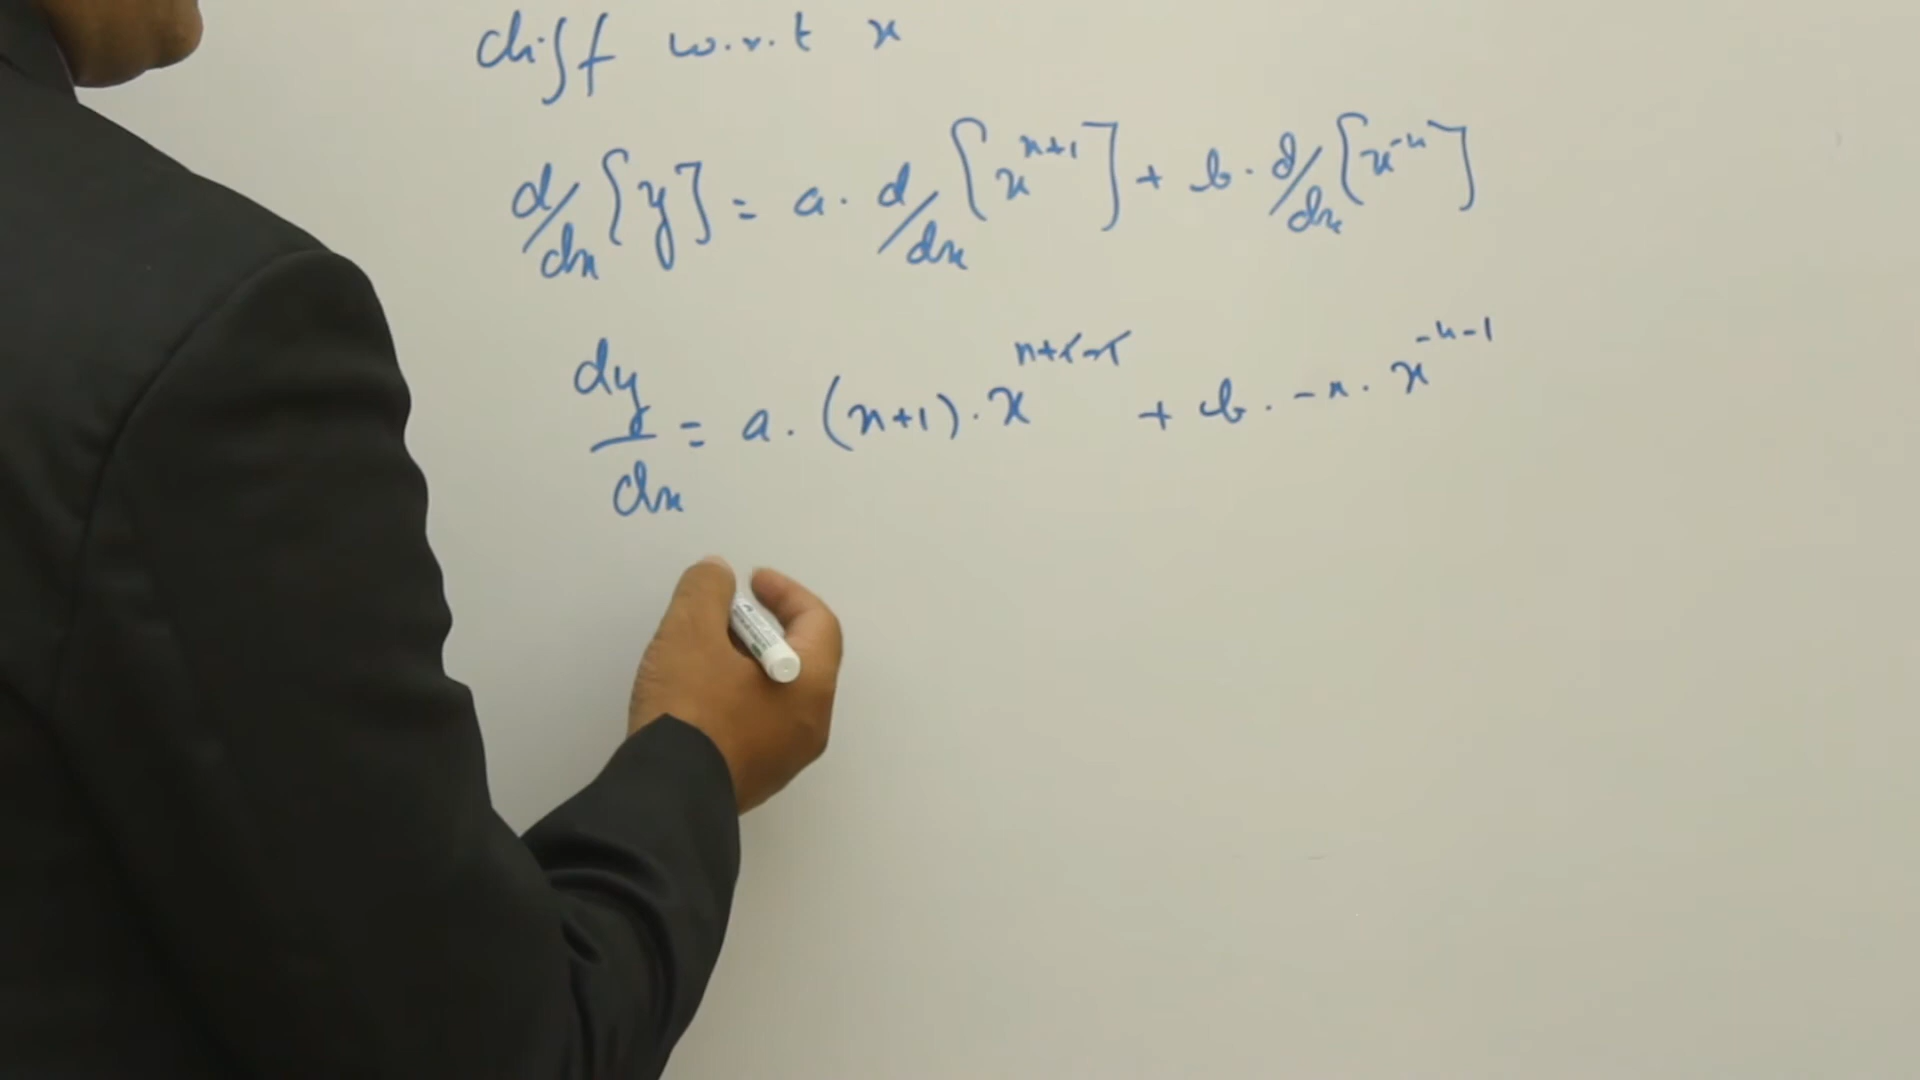 diff w.r.t x
d/dx [y] = a . d/dx [x^{n+1}] + b . d/dx [x^{-n}]
dy/dx = a . (n+1) . x^{n+1-1} + b . -n . x^{-n-1}